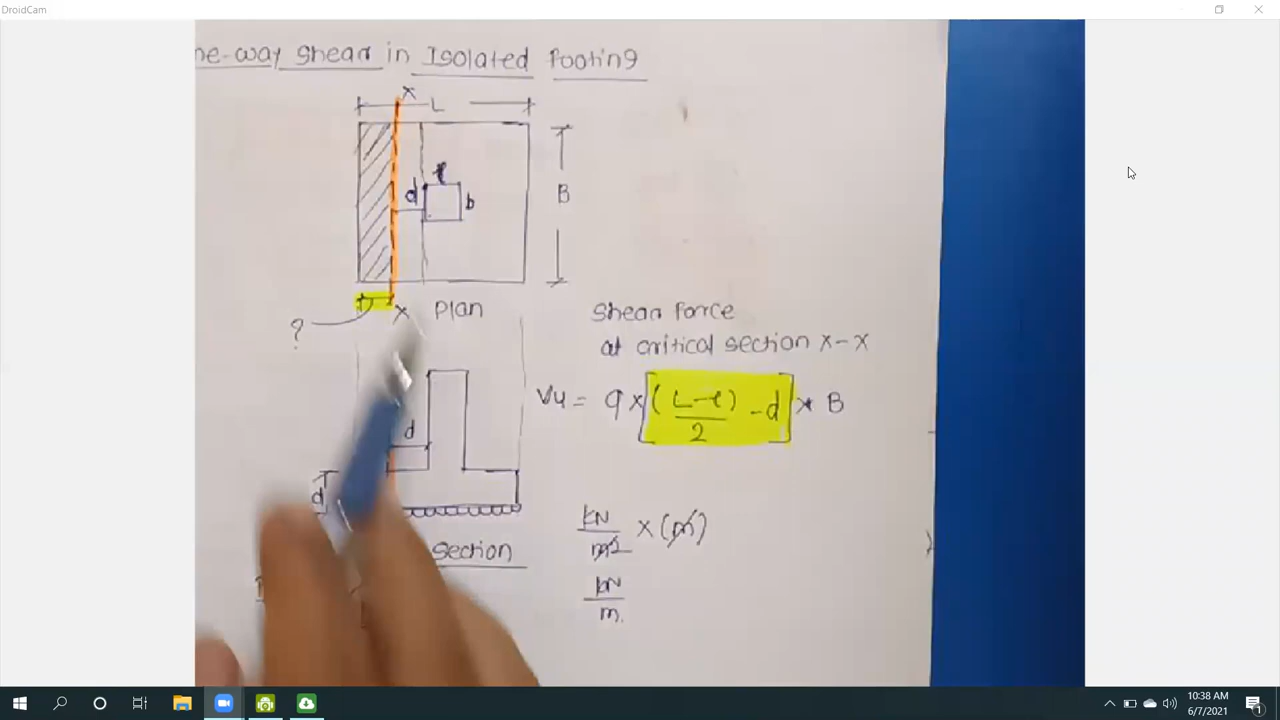 DroidCam
ne-way Shear in Isolated Footing
X
L
l
d
b
B
?
X
Plan
Shear Force
at critical section X-X
Vu = q x [ (L-l) / 2 - d ] * B
d
d
kN / m² x (m)
Section
kN / m.
10:38 AM
6/7/2021
1